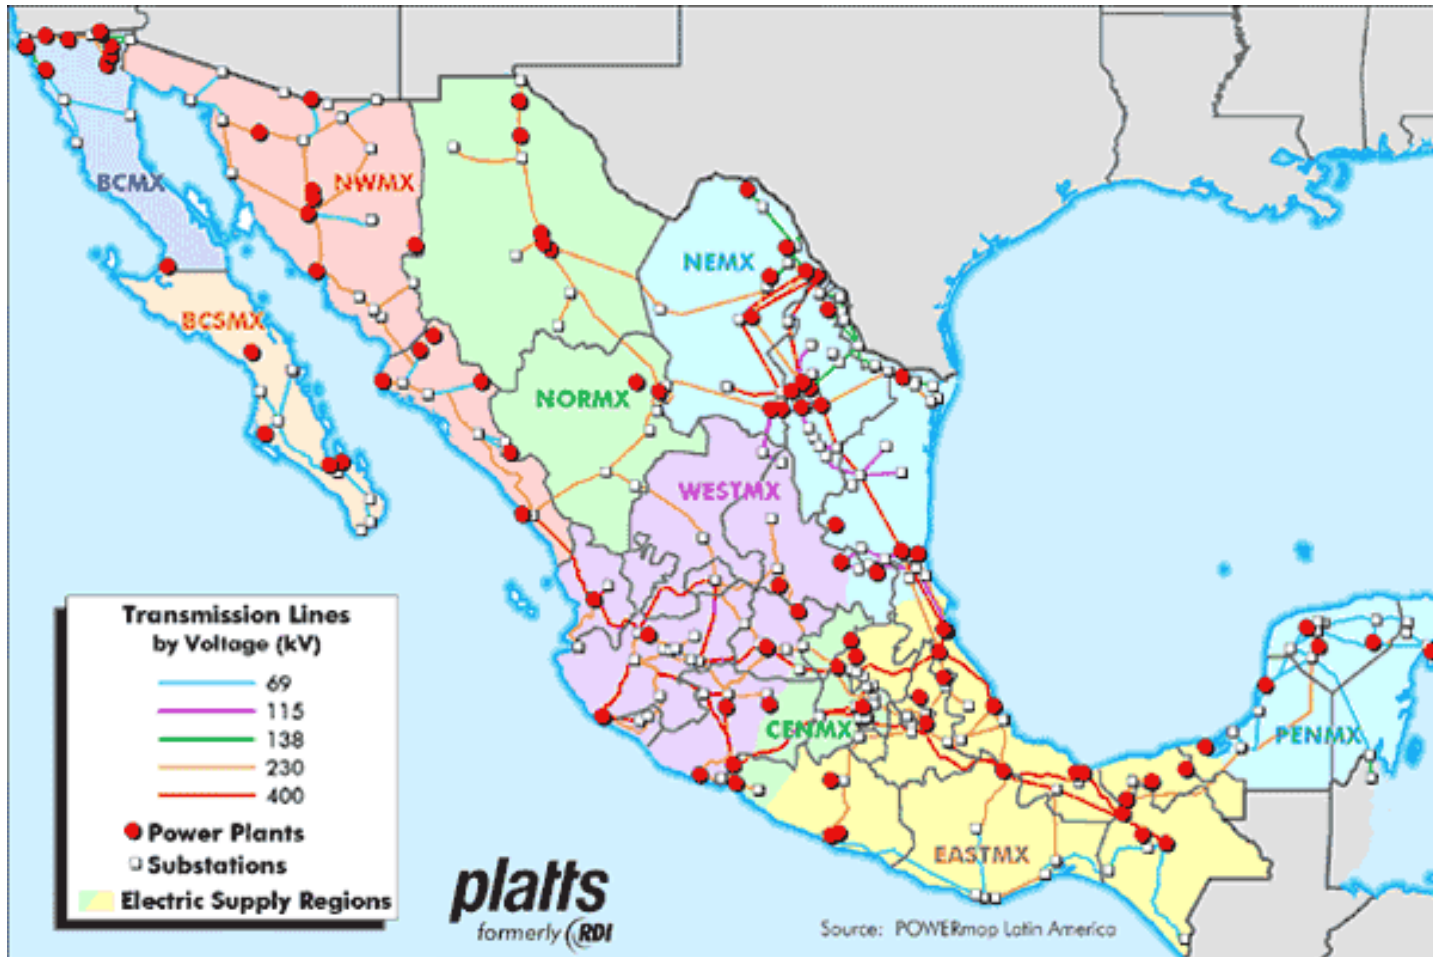 BCMX
NWMX
NEMX
BCSMX
NORMX
WESTMX
CENMX
PENMX
EASTMX
Transmission Lines
by Voltage (kV)
69
115
138
230
400
Power Plants
Substations
Electric Supply Regions
platts
formerly RDI
Source: POWERmap Latin America